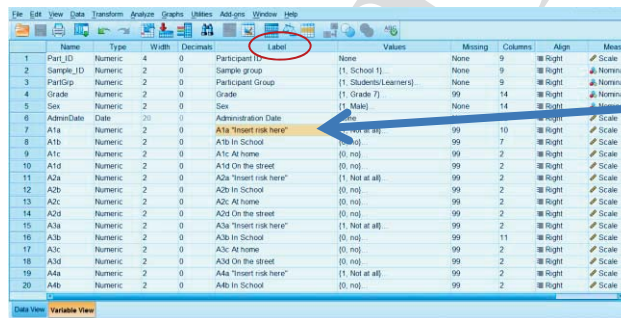 File Edit View Data Transform Analyze Graphs Utilities Add-ons Window Help
Name Type Width Decimals Label Values Missing Columns Align Meas
1 Part_ID Numeric 4 0 Participant ID None None 9 Right Scale
2 Sample_ID Numeric 2 0 Sample group {1, School 1}... None 9 Right Nomina
3 PartGrp Numeric 2 0 Participant Group {1, Students/Learners}... None 9 Right Nomina
4 Grade Numeric 2 0 Grade {1, Grade 7}... 99 14 Right Nomina
5 Sex Numeric 2 0 Sex {1, Male}... None 14 Right
6 AdminDate Date 20 0 Administration Date
7 A1a Numeric 2 0 A1a "Insert risk here" Not at all}... 99 10 Right Scale
8 A1b Numeric 2 0 A1b In School {0, no}... 99 7 Right Scale
9 A1c Numeric 2 0 A1c At home {0, no}... 99 2 Right Scale
10 A1d Numeric 2 0 A1d On the street {0, no}... 99 2 Right Scale
11 A2a Numeric 2 0 A2a "Insert risk here" {1, Not at all}... 99 2 Right Scale
12 A2b Numeric 2 0 A2b In School {0, no}... 99 2 Right Scale
13 A2c Numeric 2 0 A2c At home {0, no}... 99 2 Right Scale
14 A2d Numeric 2 0 A2d On the street {0, no}... 99 2 Right Scale
15 A3a Numeric 2 0 A3a "Insert risk here" {1, Not at all}... 99 2 Right Scale
16 A3b Numeric 2 0 A3b In School {0, no}... 99 11 Right Scale
17 A3c Numeric 2 0 A3c At home {0, no}... 99 2 Right Scale
18 A3d Numeric 2 0 A3d On the street {0, no}... 99 2 Right Scale
19 A4a Numeric 2 0 A4a "Insert risk here" {1, Not at all}... 99 2 Right Scale
20 A4b Numeric 2 0 A4b In School {0, no}... 99 2 Right Scale
Data View Variable View